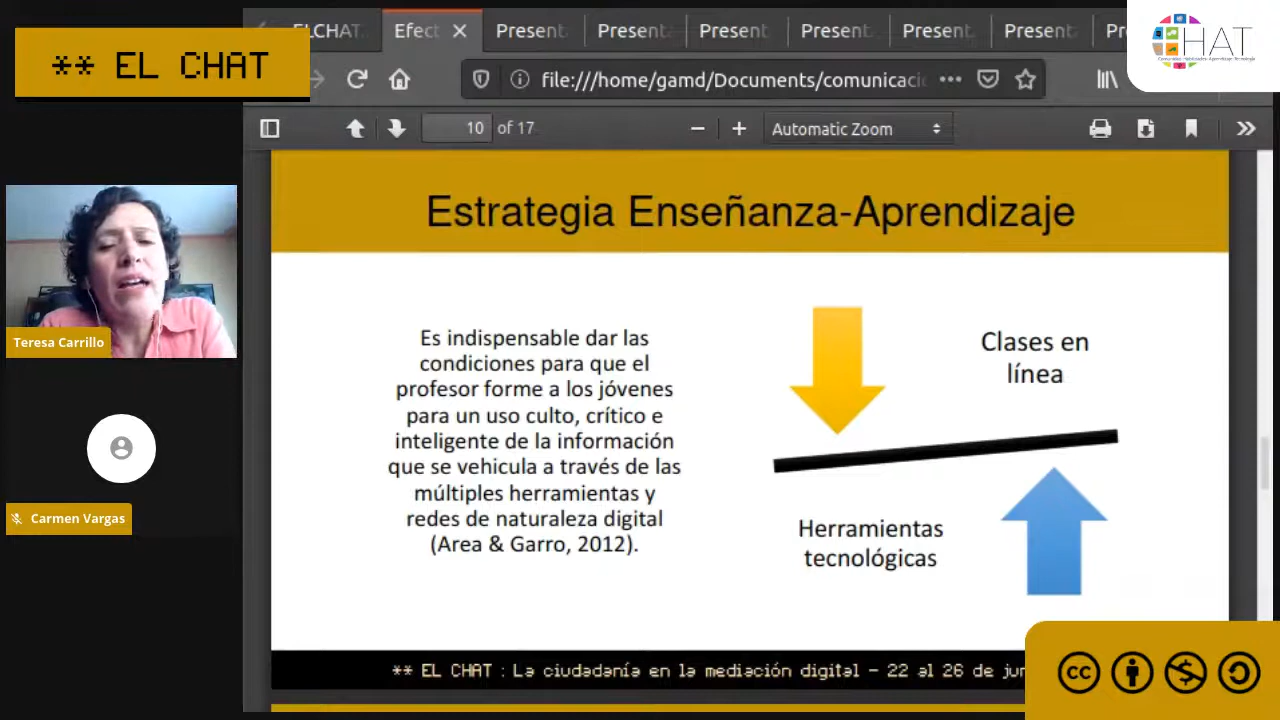 ** EL CHAT
ELCHAT.
Efect
Present
Present
Present
Present
Present
Present
Pr
CHAT
file:///home/gamd/Documents/comunicaci
10 of 17
Automatic Zoom
Estrategia Enseñanza-Aprendizaje
Es indispensable dar las
condiciones para que el
profesor forme a los jóvenes
para un uso culto, crítico e
inteligente de la información
que se vehicula a través de las
múltiples herramientas y
redes de naturaleza digital
(Area & Garro, 2012).
Clases en
línea
Herramientas
tecnológicas
Teresa Carrillo
Carmen Vargas
** EL CHAT : La ciudadanía en la mediación digital – 22 al 26 de jun
cc